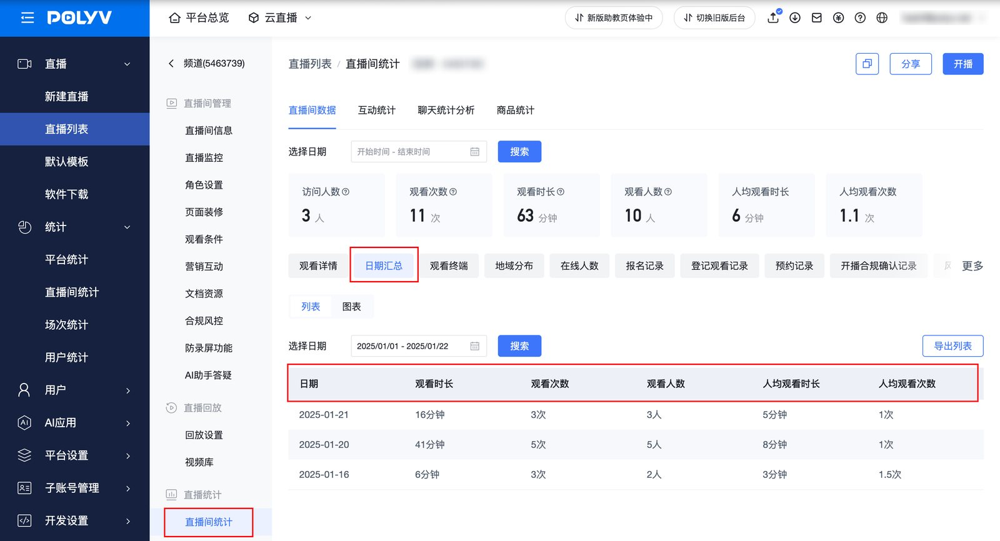 POLYV
平台总览
云直播
新版助教页体验中
切换旧版后台
直播
新建直播
直播列表
默认模板
软件下载
统计
平台统计
直播间统计
场次统计
用户统计
用户
AI应用
平台设置
子账号管理
开发设置
频道(5463739)
直播间管理
直播间信息
直播监控
角色设置
页面装修
观看条件
营销互动
文档资源
合规风控
防录屏功能
AI助手答疑
直播回放
回放设置
视频库
直播统计
直播间统计
直播列表 / 直播间统计
分享
开播
直播间数据 互动统计 聊天统计分析 商品统计
选择日期 开始时间 - 结束时间 搜索
访问人数 观看次数 观看时长 观看人数 人均观看时长 人均观看次数
3 人 11 次 63 分钟 10 人 6 分钟 1.1 次
观看详情 日期汇总 观看终端 地域分布 在线人数 报名记录 登记观看记录 预约记录 开播合规确认记录 风 更多
列表 图表
选择日期 2025/01/01 - 2025/01/22 搜索 导出列表
日期 观看时长 观看次数 观看人数 人均观看时长 人均观看次数
2025-01-21 16分钟 3次 3人 5分钟 1次
2025-01-20 41分钟 5次 5人 8分钟 1次
2025-01-16 6分钟 3次 2人 3分钟 1.5次